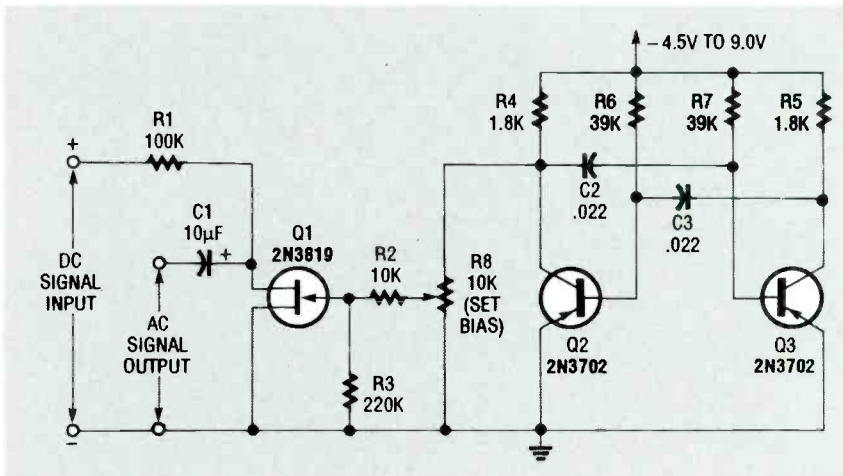 – 4.5V TO 9.0V
R1
100K
R4
1.8K
R6
39K
R7
39K
R5
1.8K
+
C1
10µF
+
Q1
2N3819
C2
.022
C3
.022
DC
SIGNAL
INPUT
AC
SIGNAL
OUTPUT
R2
10K
R8
10K
(SET
BIAS)
R3
220K
Q2
2N3702
Q3
2N3702
–